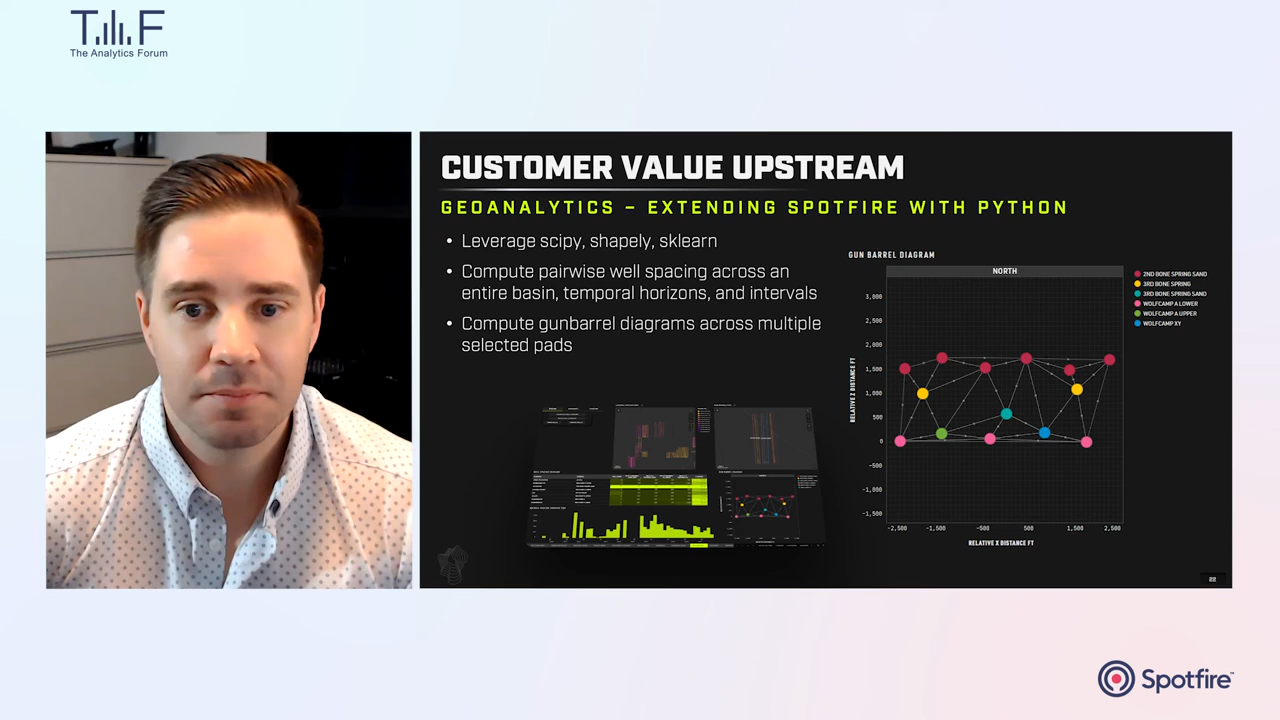 T F
The Analytics Forum
CUSTOMER VALUE UPSTREAM
GEOANALYTICS – EXTENDING SPOTFIRE WITH PYTHON
• Leverage scipy, shapely, sklearn
• Compute pairwise well spacing across an
entire basin, temporal horizons, and intervals
• Compute gunbarrel diagrams across multiple
selected pads
GUN BARREL DIAGRAM
NORTH
2ND BONE SPRING SAND
3RD BONE SPRING
3RD BONE SPRING SAND
WOLFCAMP A LOWER
WOLFCAMP A UPPER
WOLFCAMP XY
RELATIVE Z DISTANCE FT
3,000
2,500
2,000
1,500
1,000
500
0
-500
-1,000
-1,500
-2,500 -1,500 -500 500 1,500 2,500
RELATIVE X DISTANCE FT
22
Spotfire™